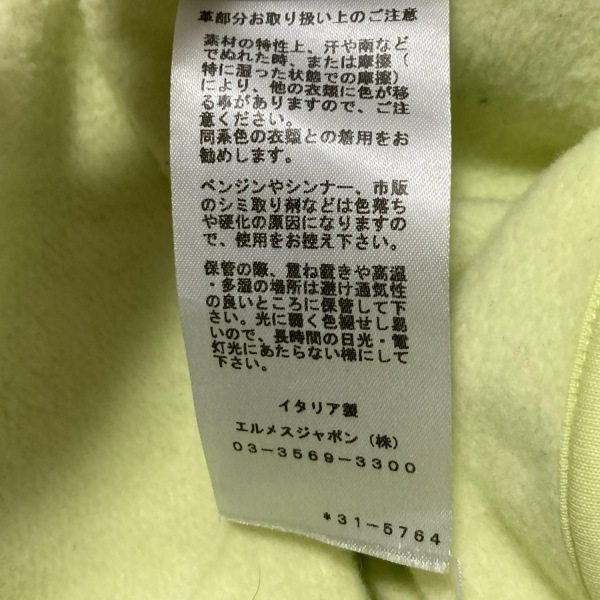 革部分お取り扱い上のご注意
素材の特性上、汗や雨など
でぬれた時、または摩擦（
特に湿った状態での摩擦）
により、他の衣類に色が移
る事がありますので、ご注
意ください。
同系色の衣類との着用をお
勧めします。
ベンジンやシンナー、市販
のシミ取り剤などは色落ち
や硬化の原因になりますの
で、使用をお控え下さい。
保管の際、重ね置きや高温
・多湿の場所は避け通気性
の良いところに保管して下
さい。光に弱く色褪せし易
いので、長時間の日光・電
灯光にあたらない様にして
下さい。
イタリア製
エルメスジャポン（株）
03-3569-3300
*31-5764